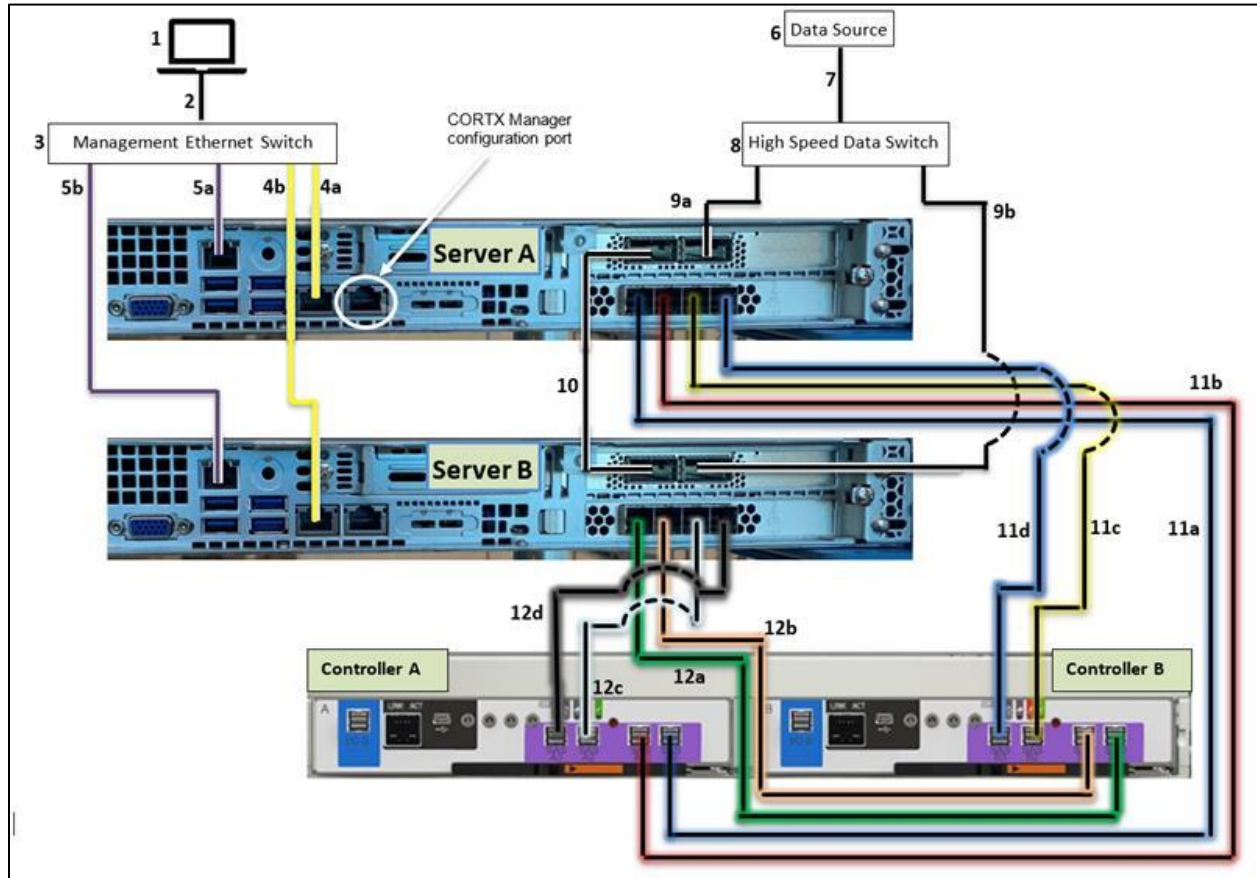 1
2
3
Management Ethernet Switch
5b
5a
4b
4a
CORTX Manager
configuration port
6
Data Source
7
8
High Speed Data Switch
9a
9b
Server A
10
11b
Server B
11d
11c
11a
12d
12b
12c
12a
Controller A
Controller B
A
LINK ACT
B
LINK ACT